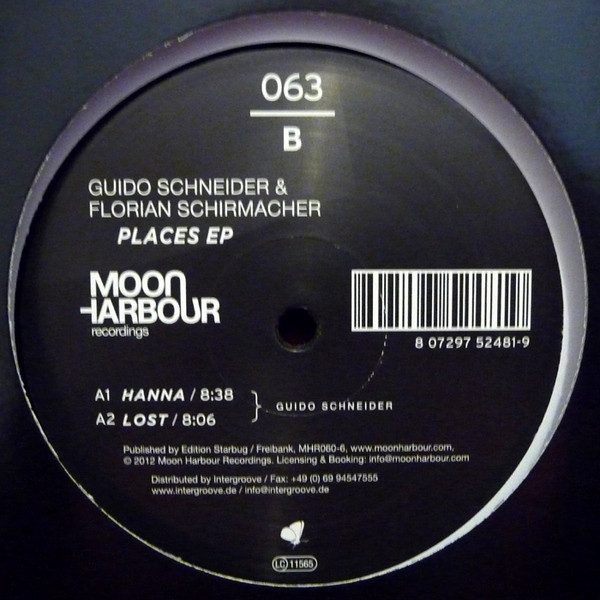 063
B
GUIDO SCHNEIDER &
FLORIAN SCHIRMACHER
PLACES EP
MOON
HARBOUR
recordings
8 07297 52481-9
A1 HANNA / 8:38
A2 LOST / 8:06
GUIDO SCHNEIDER
Published by Edition Starbug / Freibank, MHR060-6, www.moonharbour.com,
© 2012 Moon Harbour Recordings. Licensing & Booking: info@moonharbour.com
Distributed by Intergroove / Fax: +49 (0) 69 94547555
www.intergroove.de / info@intergroove.de
LC 11565